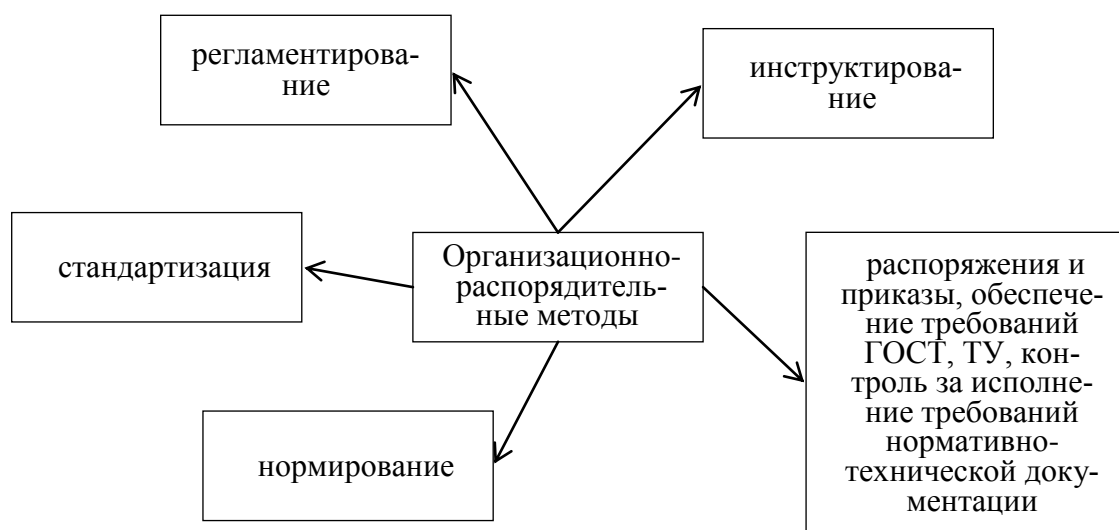 регламентирова-
ние
инструктирова-
ние
стандартизация
Организационно-
распорядитель-
ные методы
распоряжения и
приказы, обеспече-
ние требований
ГОСТ, ТУ, кон-
троль за исполне-
ние требований
нормативно-
технической доку-
ментации
нормирование